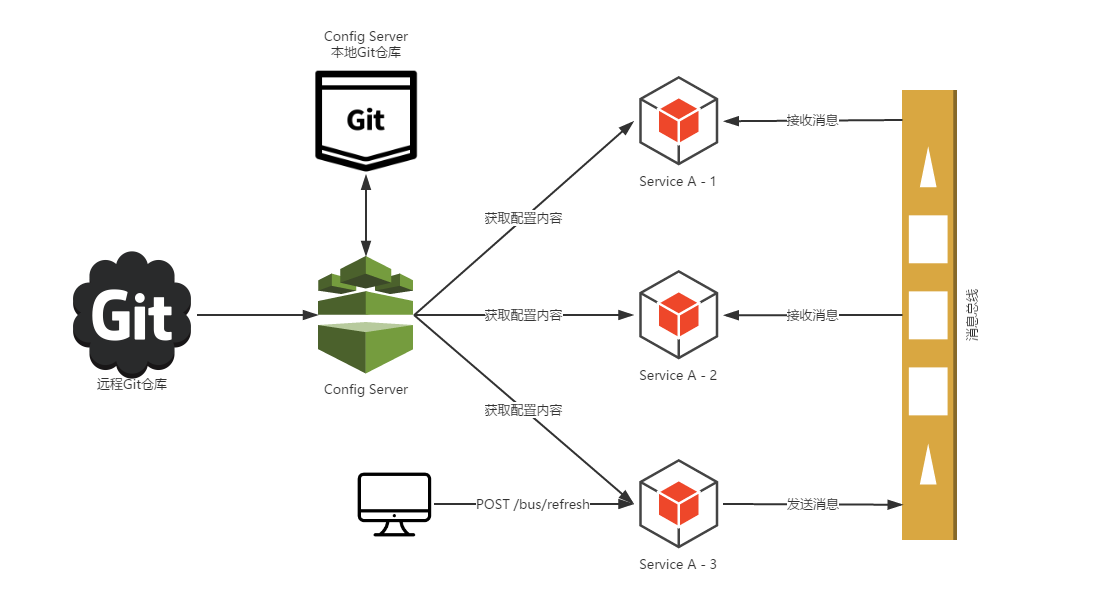 Config Server
本地Git仓库
Git
Service A - 1
接收消息
获取配置内容
Git
远程Git仓库
Config Server
获取配置内容
Service A - 2
接收消息
消息总线
获取配置内容
POST /bus/refresh
Service A - 3
发送消息